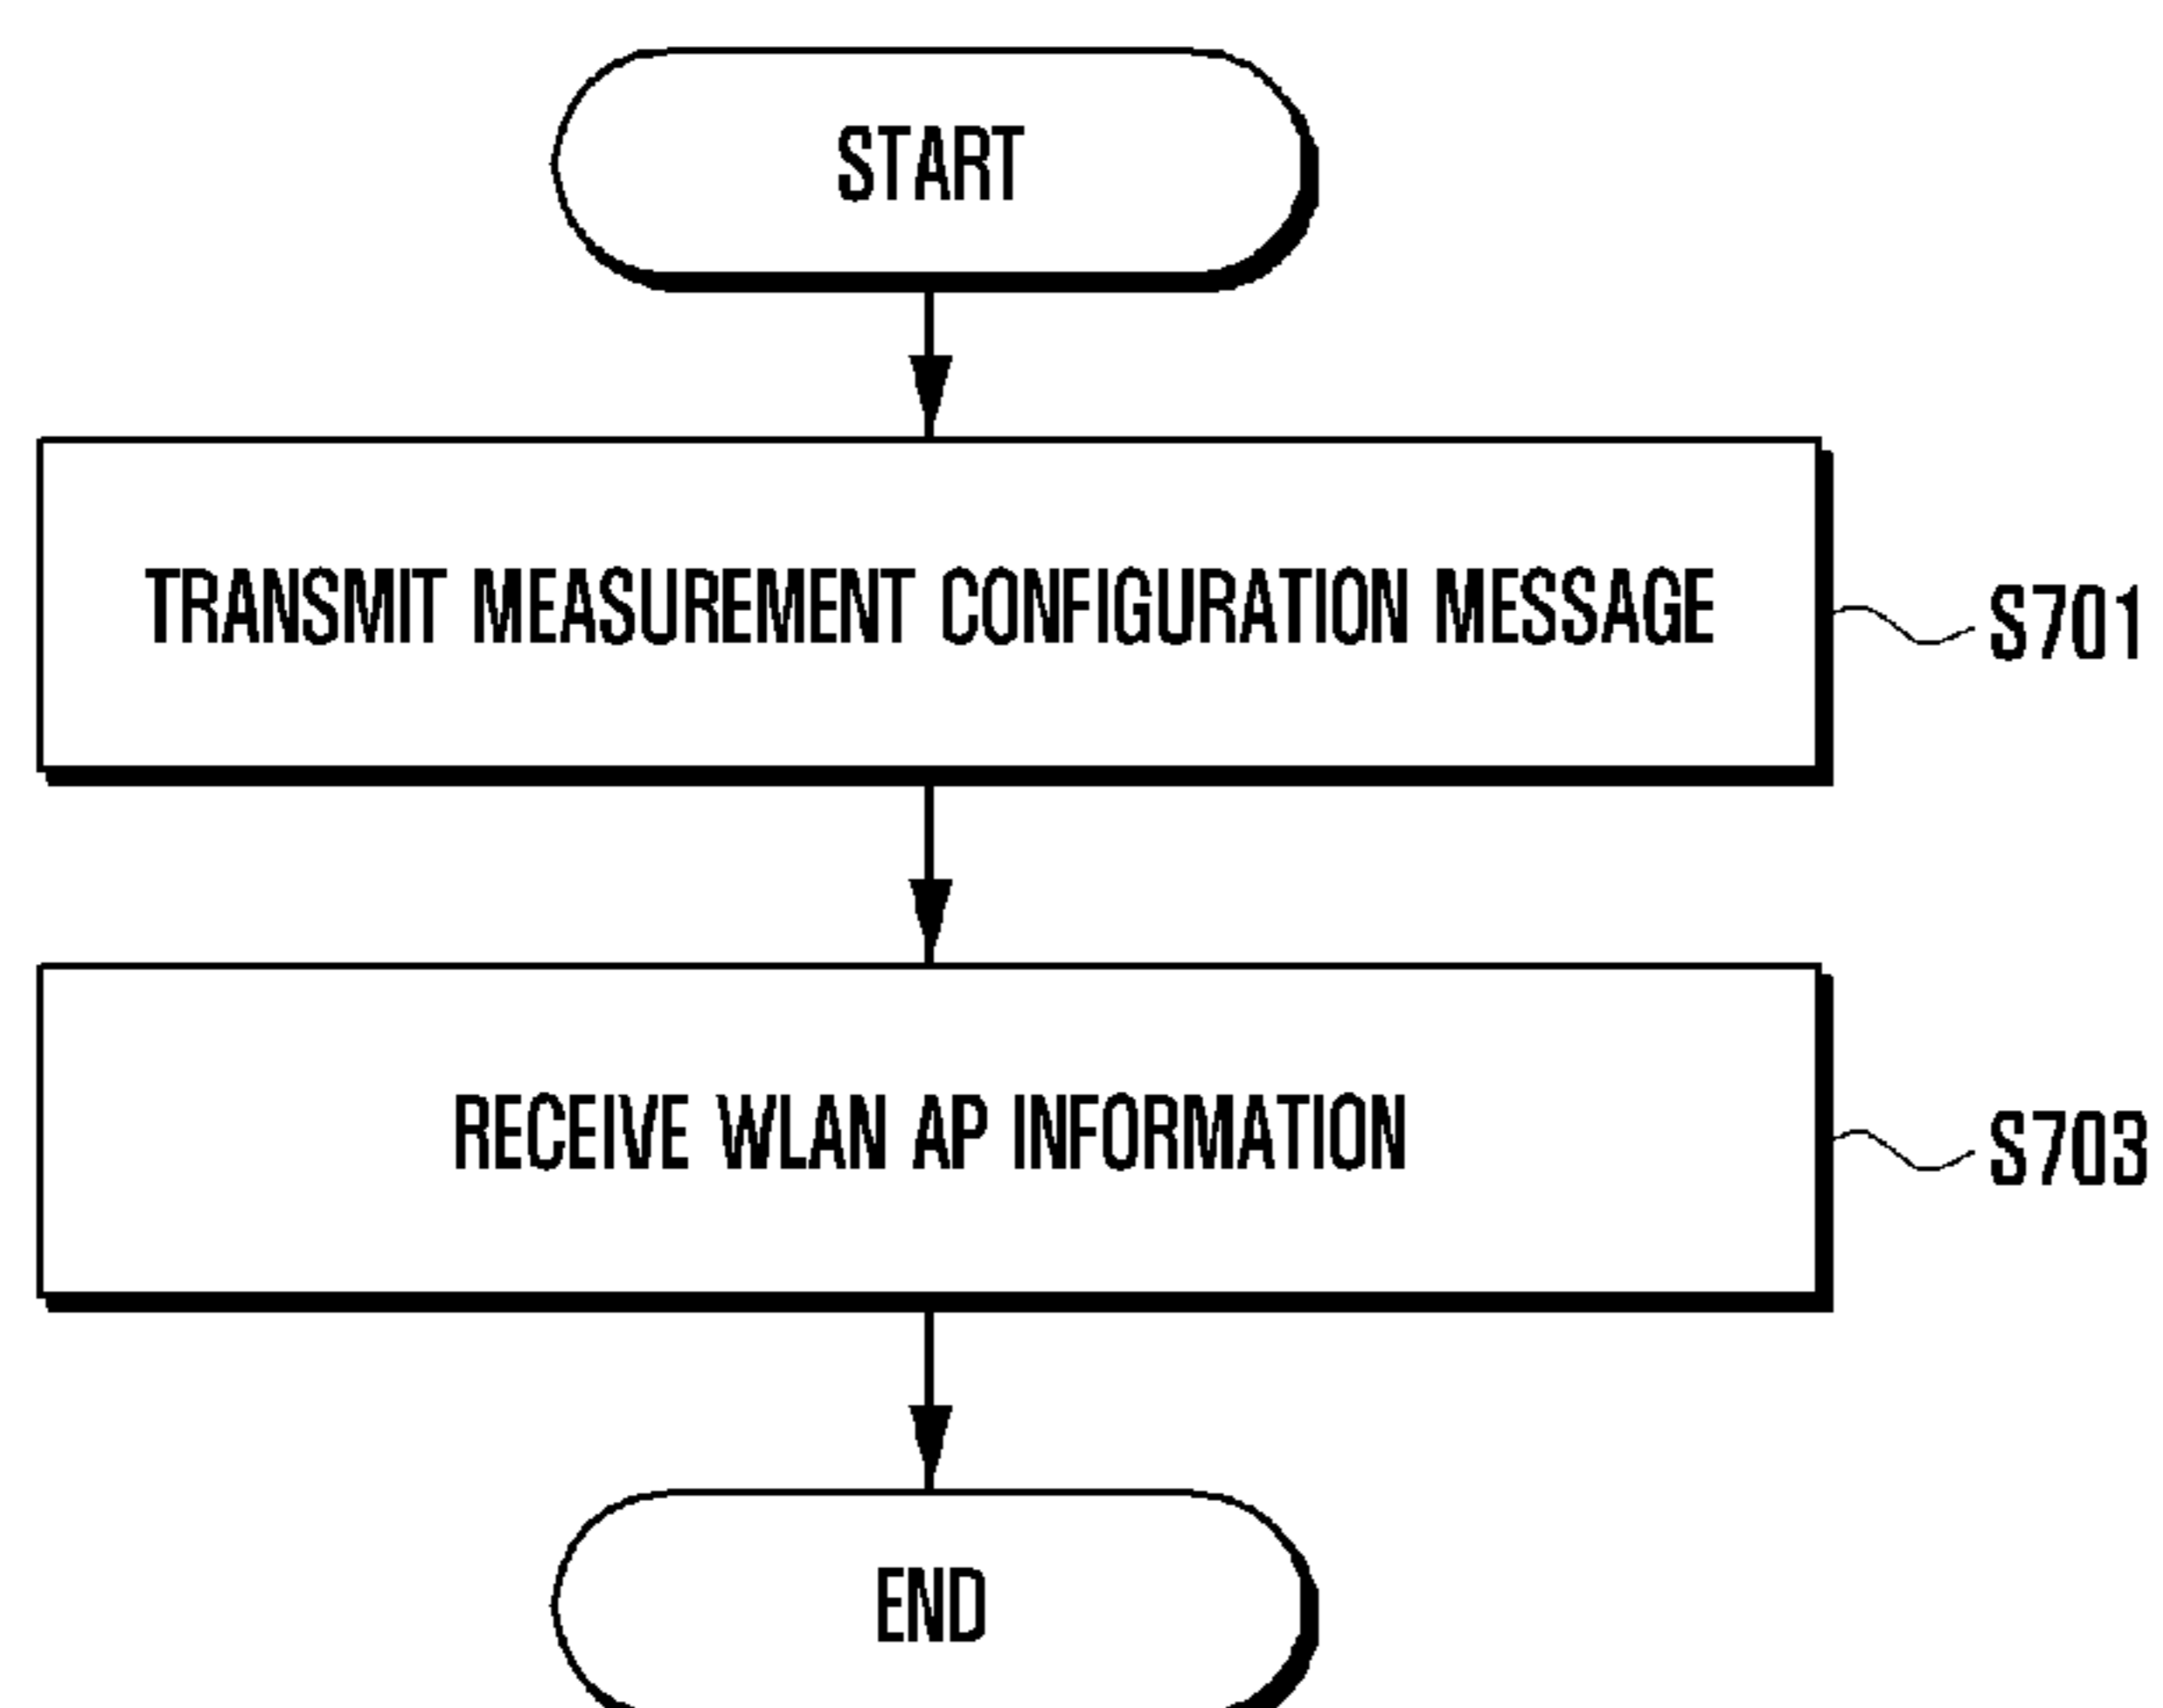 START
TRANSMIT MEASUREMENT CONFIGURATION MESSAGE
S701
RECEIVE WLAN AP INFORMATION
S703
END